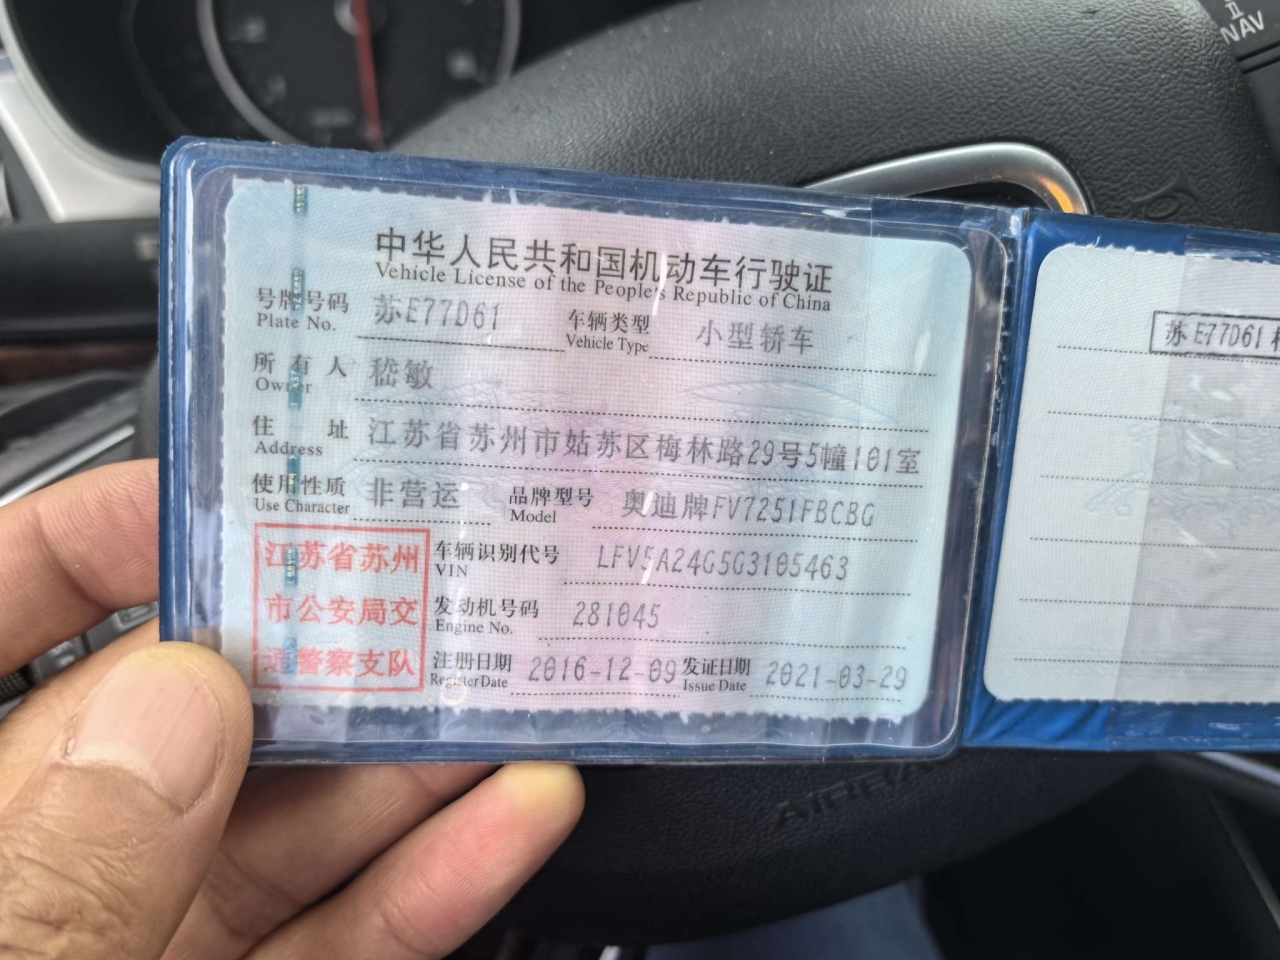 NAV
中华人民共和国机动车行驶证
Vehicle License of the People's Republic of China
号牌号码 苏E77D61 车辆类型 小型轿车
Plate No. Vehicle Type
所有人 嵇敏
Owner
住址 江苏省苏州市姑苏区梅林路29号5幢101室
Address
使用性质 非营运 品牌型号 奥迪牌FV7251FBCBG
Use Character Model
江苏省苏州
市公安局交
通警察支队
车辆识别代号 LFV5A24G5G3105463
VIN
发动机号码 281045
Engine No.
注册日期 2016-12-09 发证日期 2021-03-29
Register Date Issue Date
苏E77D61
AIRBAG